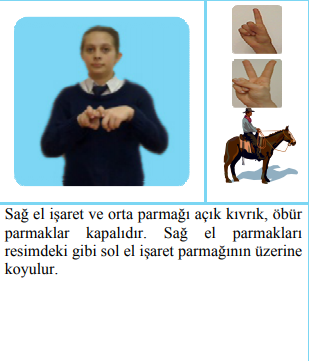 Sağ el işaret ve orta parmağı açık kıvrık, öbür
parmaklar kapalıdır. Sağ el parmakları
resimdeki gibi sol el işaret parmağının üzerine
koyulur.